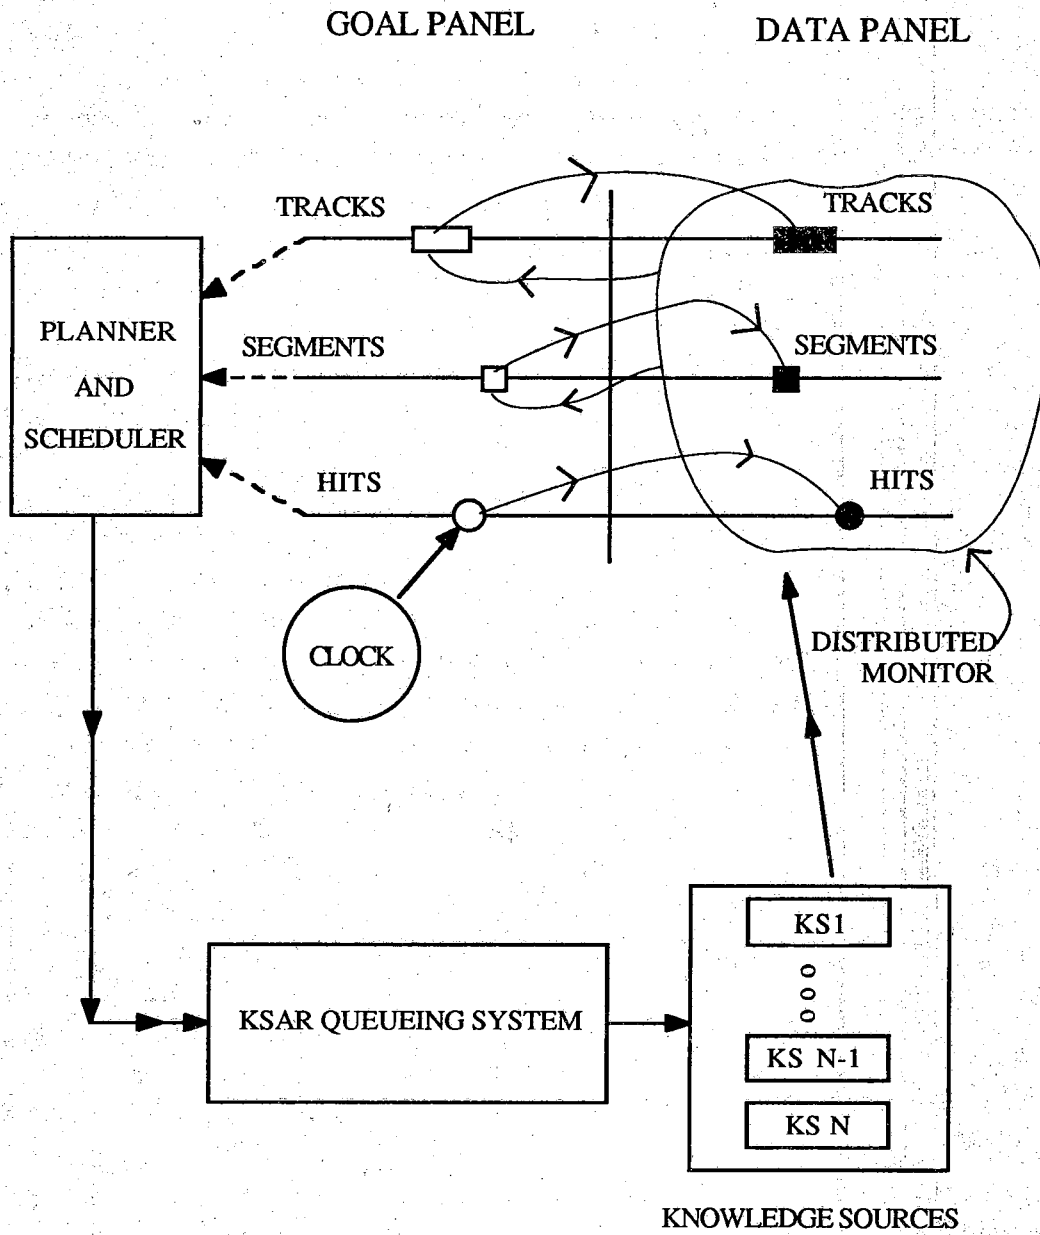 GOAL PANEL
DATA PANEL
TRACKS
TRACKS
PLANNER
AND
SCHEDULER
SEGMENTS
SEGMENTS
HITS
HITS
CLOCK
DISTRIBUTED
MONITOR
KS1
KSAR QUEUEING SYSTEM
KS N-1
KS N
KNOWLEDGE SOURCES